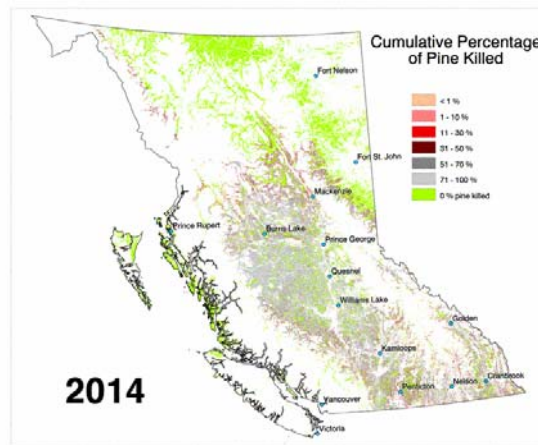 Cumulative Percentage
of Pine Killed
< 1 %
1 - 10 %
11 - 30 %
31 - 50 %
51 - 70 %
71 - 100 %
0 % pine killed
Fort Nelson
Fort St. John
Mackenzie
Prince Rupert
Burns Lake
Prince George
Quesnel
Williams Lake
Golden
Kamloops
Penticton
Nelson
Cranbrook
2014
Vancouver
Victoria